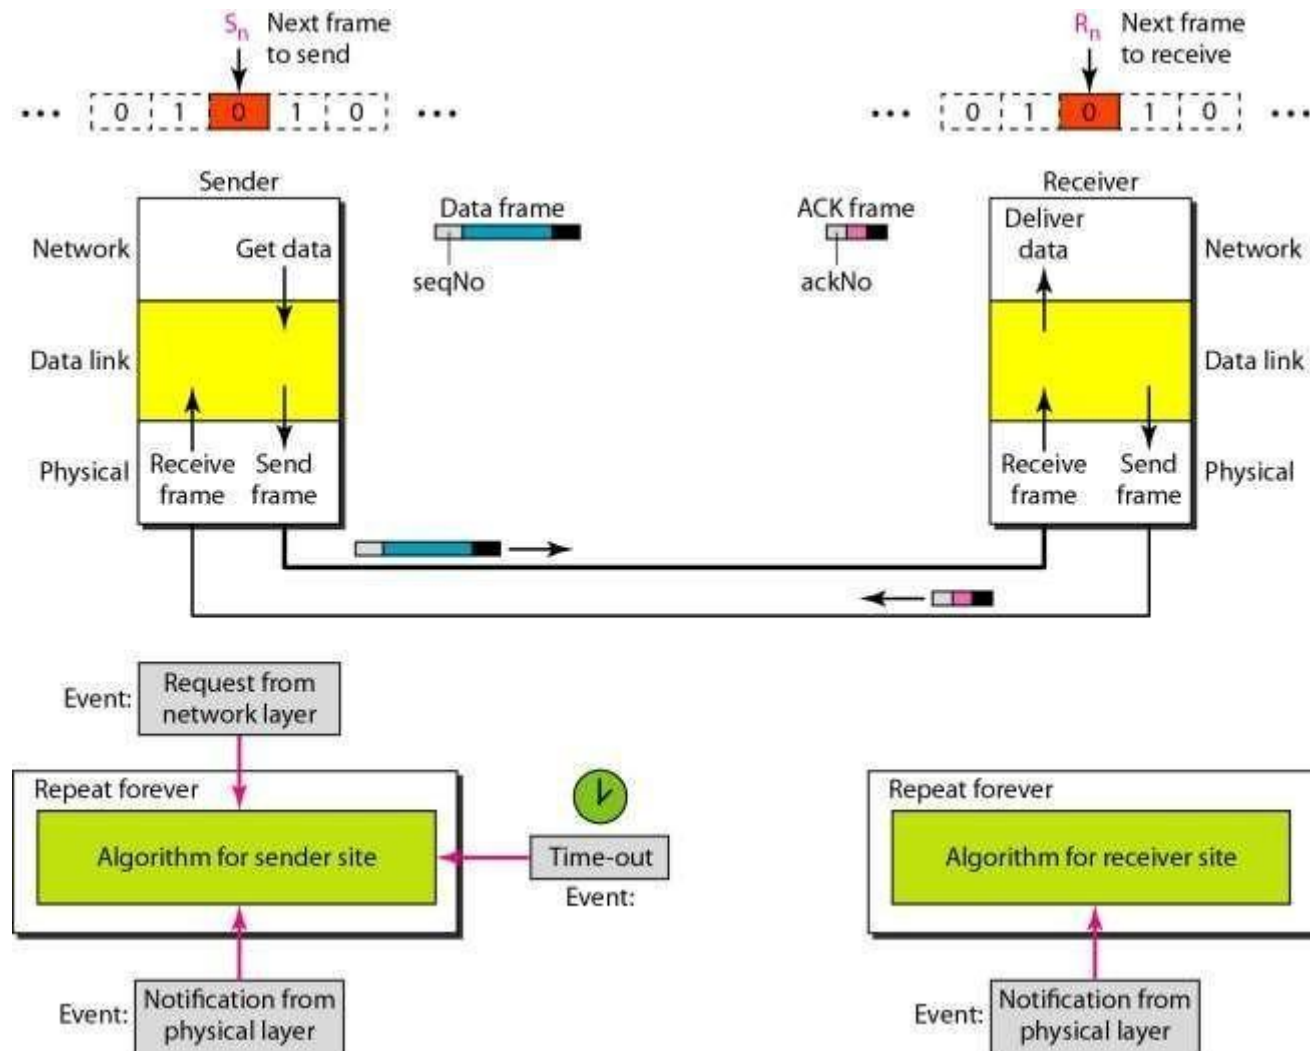 Sn Next frame
to send
Rn Next frame
to receive
••• 0 1 0 1 0 •••
••• 0 1 0 1 0 •••
Sender
Receiver
Data frame
ACK frame
Deliver
data
Network
Get data
Network
seqNo
ackNo
Data link
Data link
Physical
Receive
frame
Send
frame
Receive
frame
Send
frame
Physical
Event:
Request from
network layer
Repeat forever
Algorithm for sender site
Time-out
Event:
Repeat forever
Algorithm for receiver site
Event:
Notification from
physical layer
Event:
Notification from
physical layer